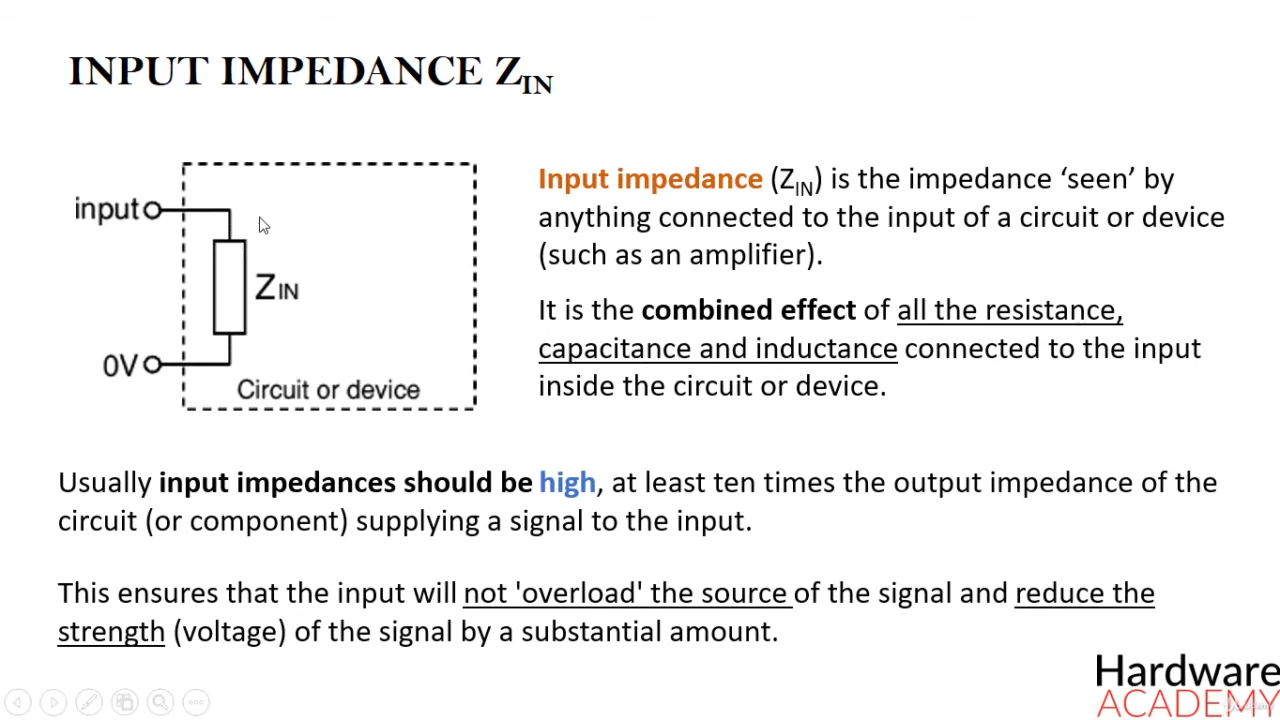 INPUT IMPEDANCE ZIN
input
ZIN
0V
Circuit or device
Input impedance (ZIN) is the impedance ‘seen’ by
anything connected to the input of a circuit or device
(such as an amplifier).
It is the combined effect of all the resistance,
capacitance and inductance connected to the input
inside the circuit or device.
Usually input impedances should be high, at least ten times the output impedance of the
circuit (or component) supplying a signal to the input.
This ensures that the input will not 'overload' the source of the signal and reduce the
strength (voltage) of the signal by a substantial amount.
Hardware
ACADEMY